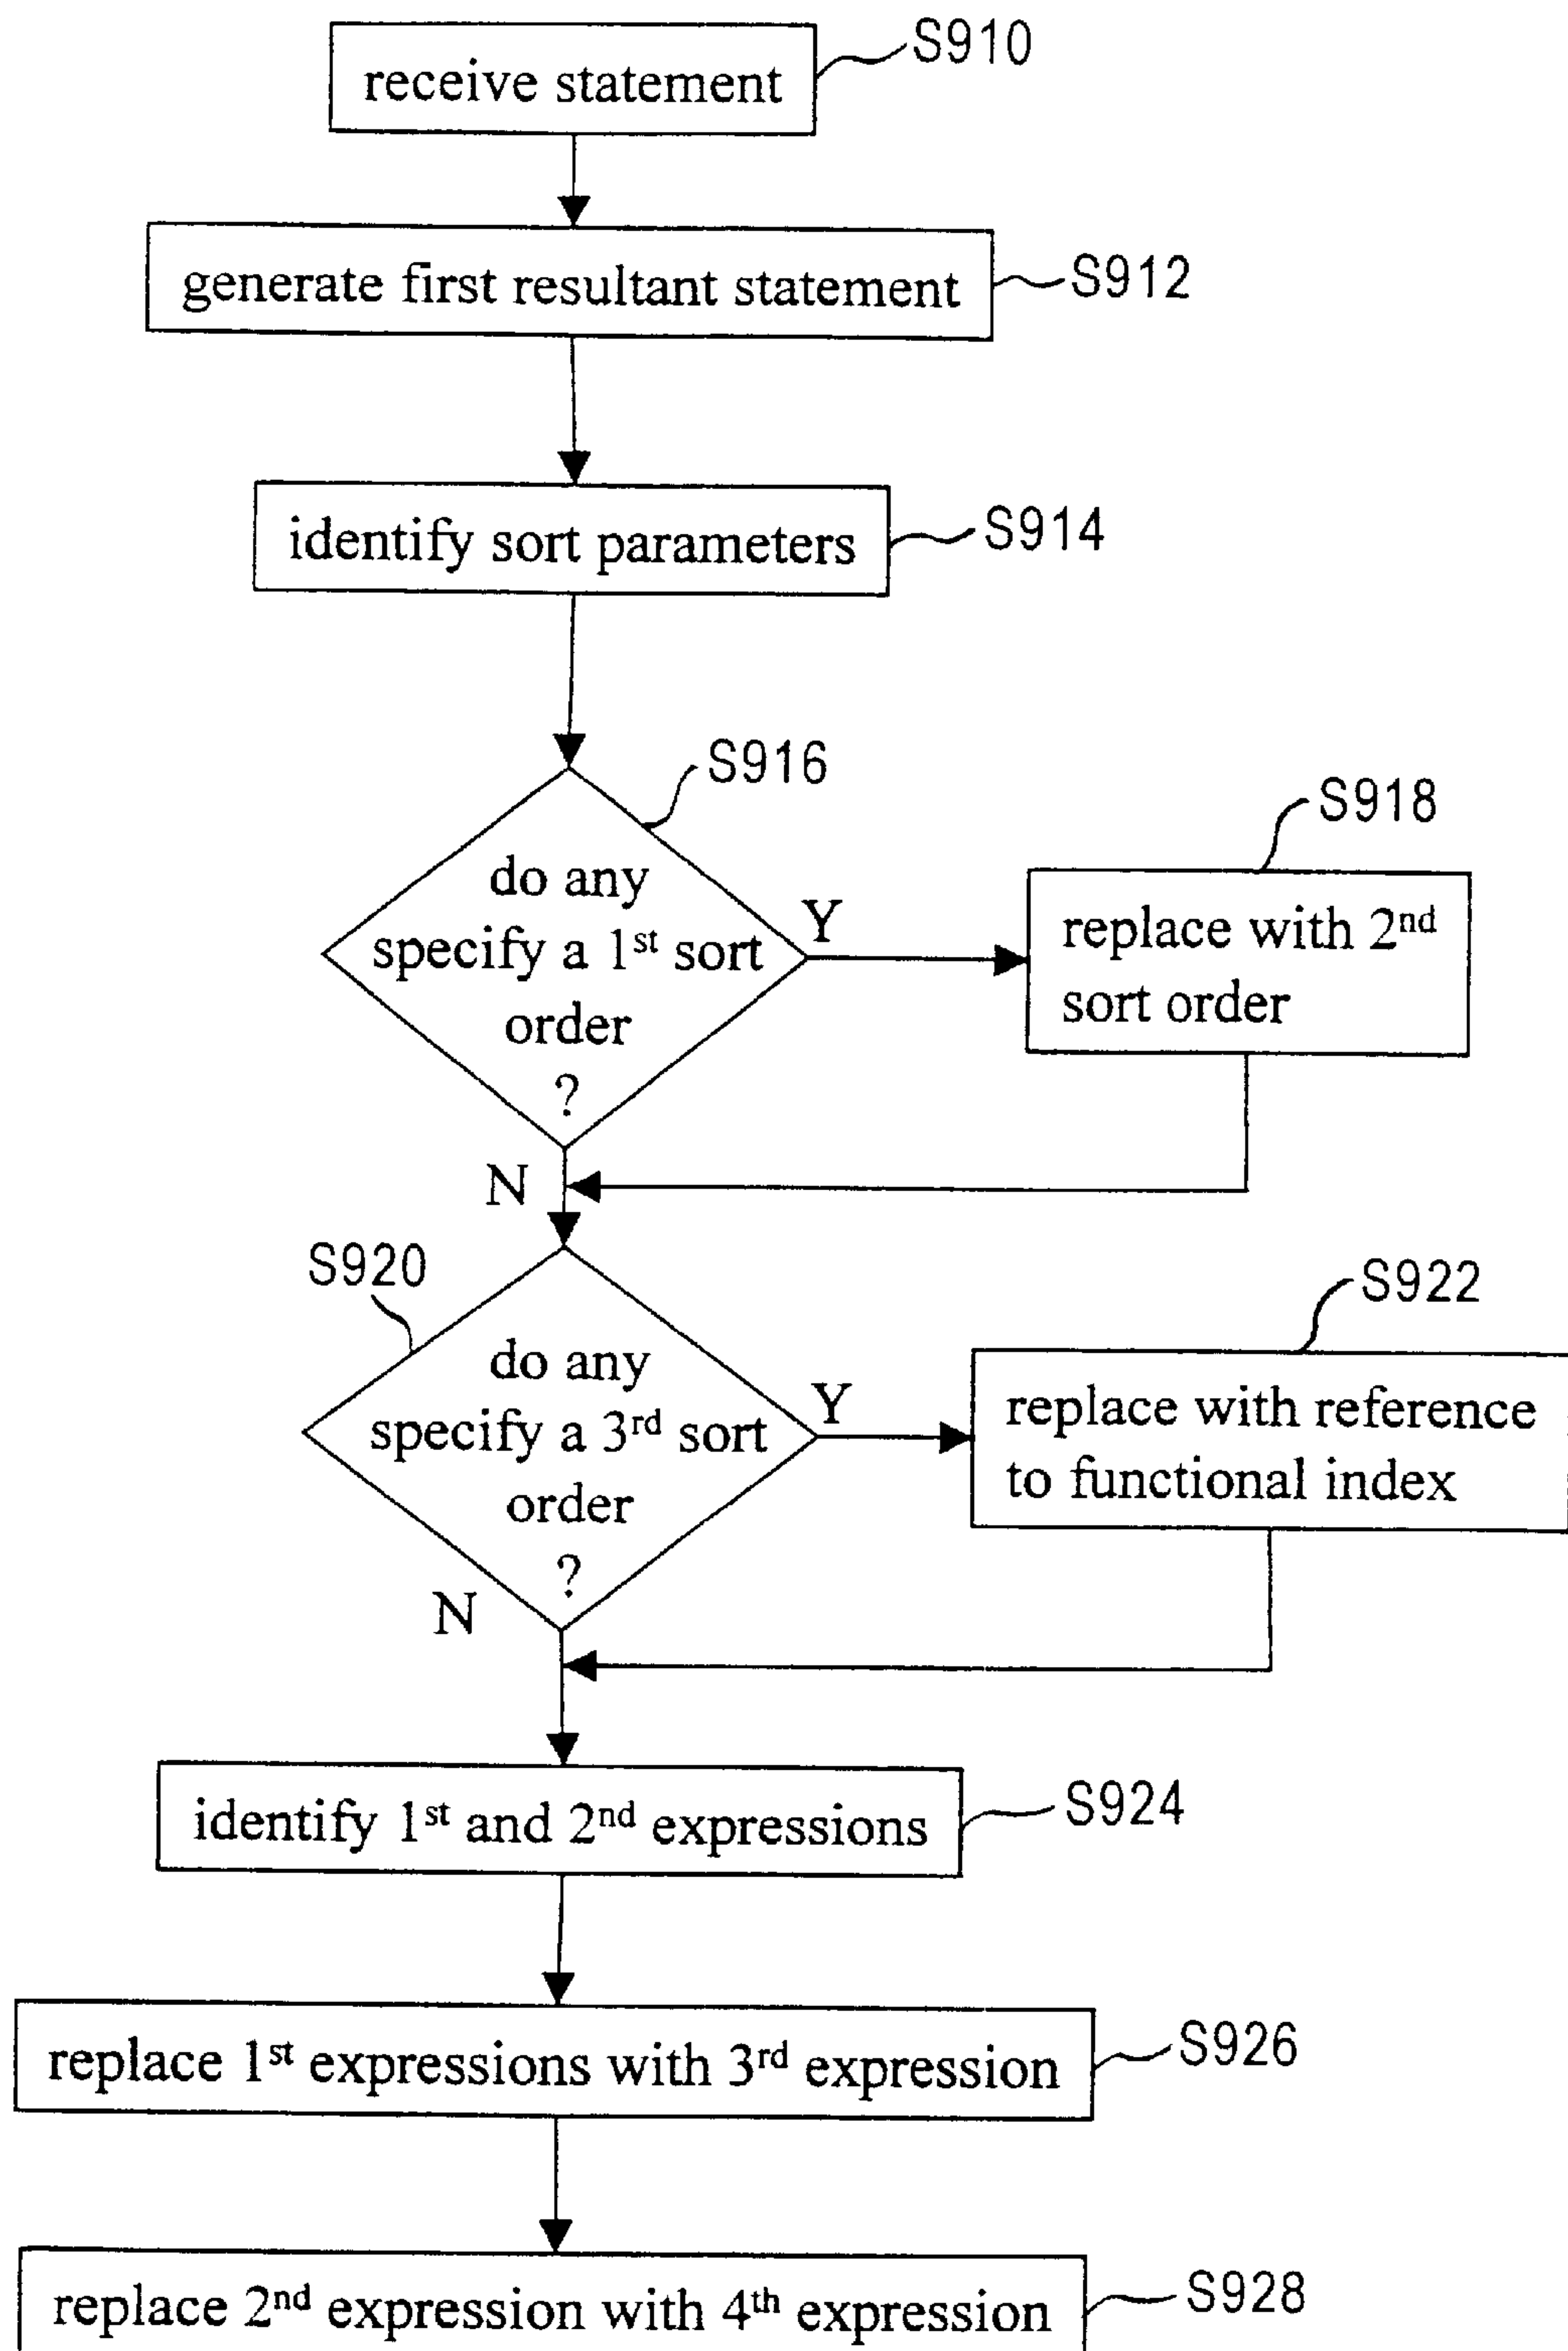 S910
receive statement
generate first resultant statement
S912
identify sort parameters
S914
S916
do any
specify a 1st sort
order
?
Y
N
S918
replace with 2nd
sort order
S920
do any
specify a 3rd sort
order
?
Y
N
S922
replace with reference
to functional index
identify 1st and 2nd expressions
S924
replace 1st expressions with 3rd expression
S926
replace 2nd expression with 4th expression
S928